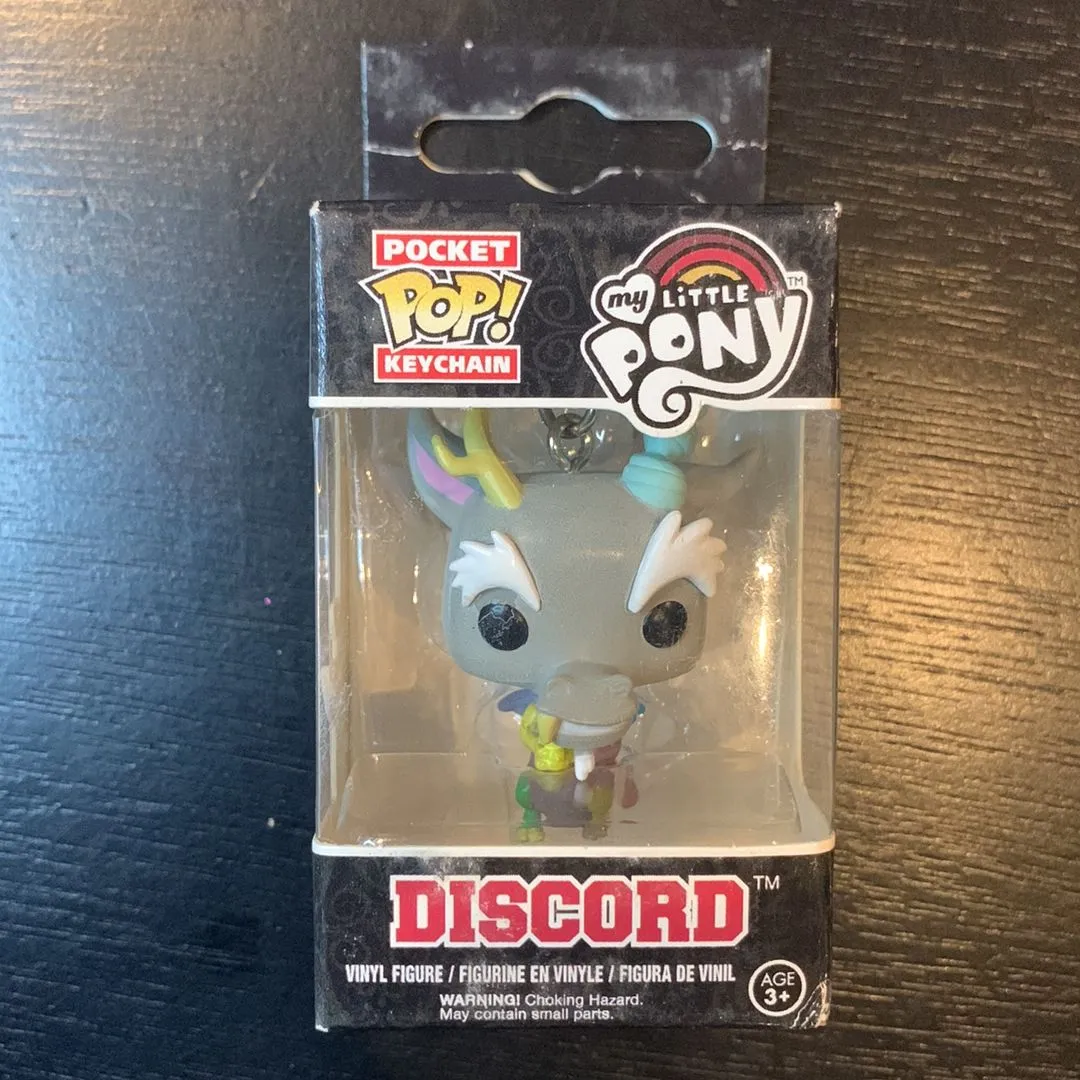 POCKET
POP!
KEYCHAIN
my LiTTLE
PONY
TM
DISCORD TM
VINYL FIGURE / FIGURINE EN VINYLE / FIGURA DE VINIL
WARNING! Choking Hazard.
May contain small parts.
AGE
3+